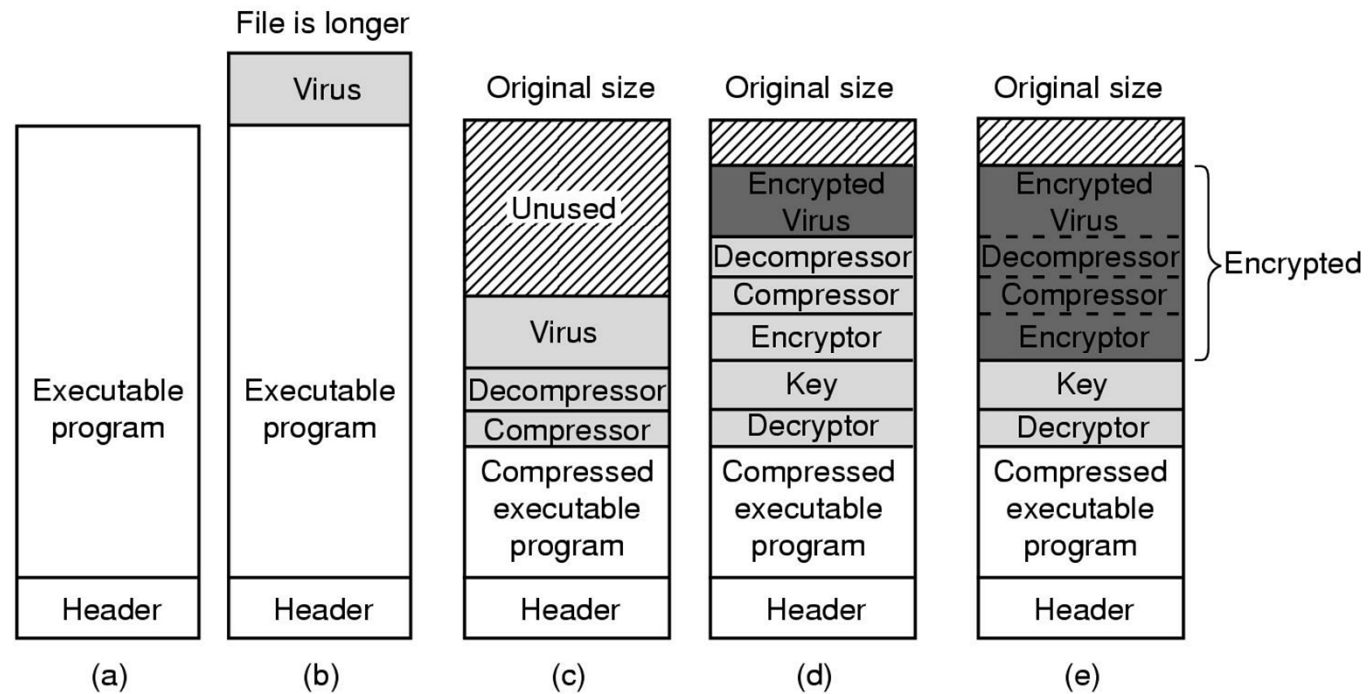 File is longer
Virus
Executable
program
Header
(a)
Executable
program
Header
(b)
Original size
Unused
Virus
Decompressor
Compressor
Compressed
executable
program
Header
(c)
Original size
Encrypted
Virus
Decompressor
Compressor
Encryptor
Key
Decryptor
Compressed
executable
program
Header
(d)
Original size
Encrypted
Virus
Decompressor
Compressor
Encryptor
Key
Decryptor
Compressed
executable
program
Header
(e)
Encrypted